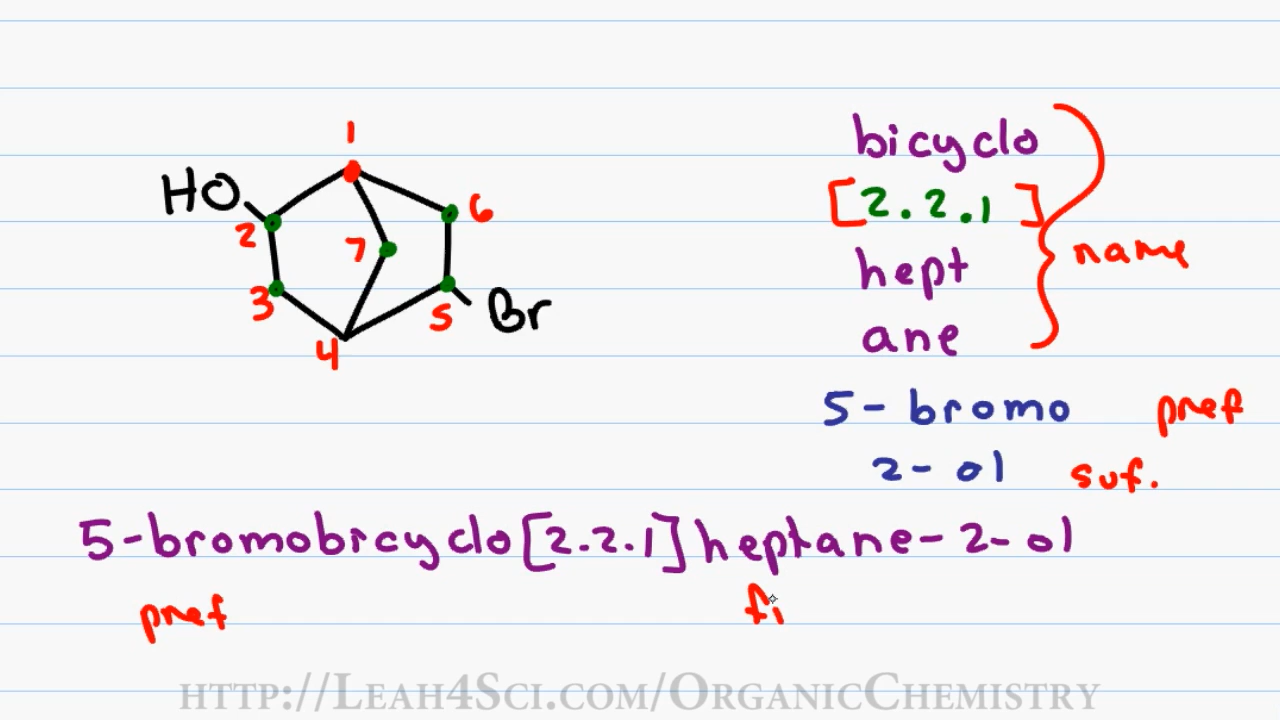 1
HO
2
6
7
3
5
Br
4
bicyclo
[2.2.1]
hept
ane
name
5-bromo pref
2-ol suf.
5-bromobicyclo[2.2.1]heptane-2-ol
pref
fi
HTTP://LEAH4SCI.COM/ORGANICCHEMISTRY